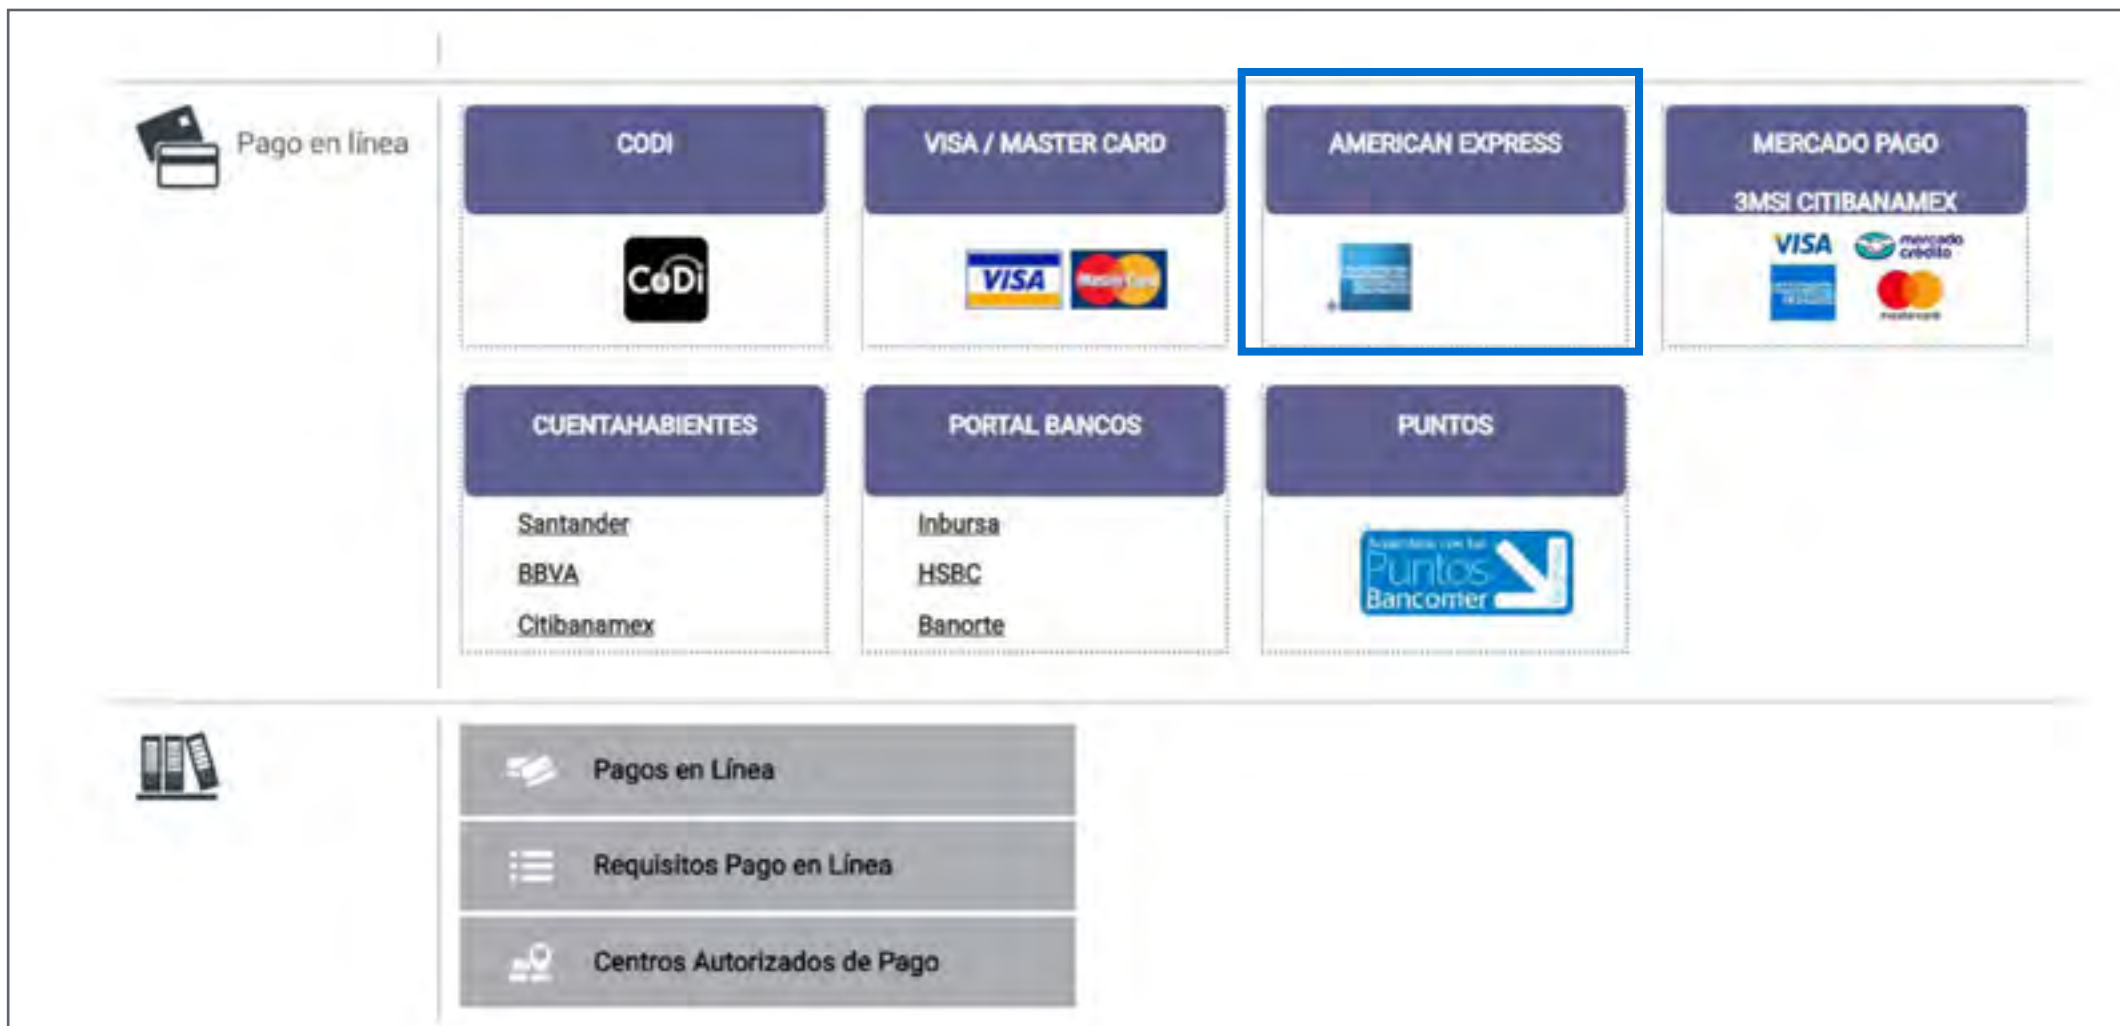 Pago en línea
CODI
CoDi
VISA / MASTER CARD
VISA MasterCard
AMERICAN EXPRESS
MERCADO PAGO
3MSI CITIBANAMEX
VISA mercado
crédito
mastercard
CUENTAHABIENTES
Santander
BBVA
Citibanamex
PORTAL BANCOS
Inbursa
HSBC
Banorte
PUNTOS
Puntos
Bancomer
Pagos en Línea
Requisitos Pago en Línea
Centros Autorizados de Pago